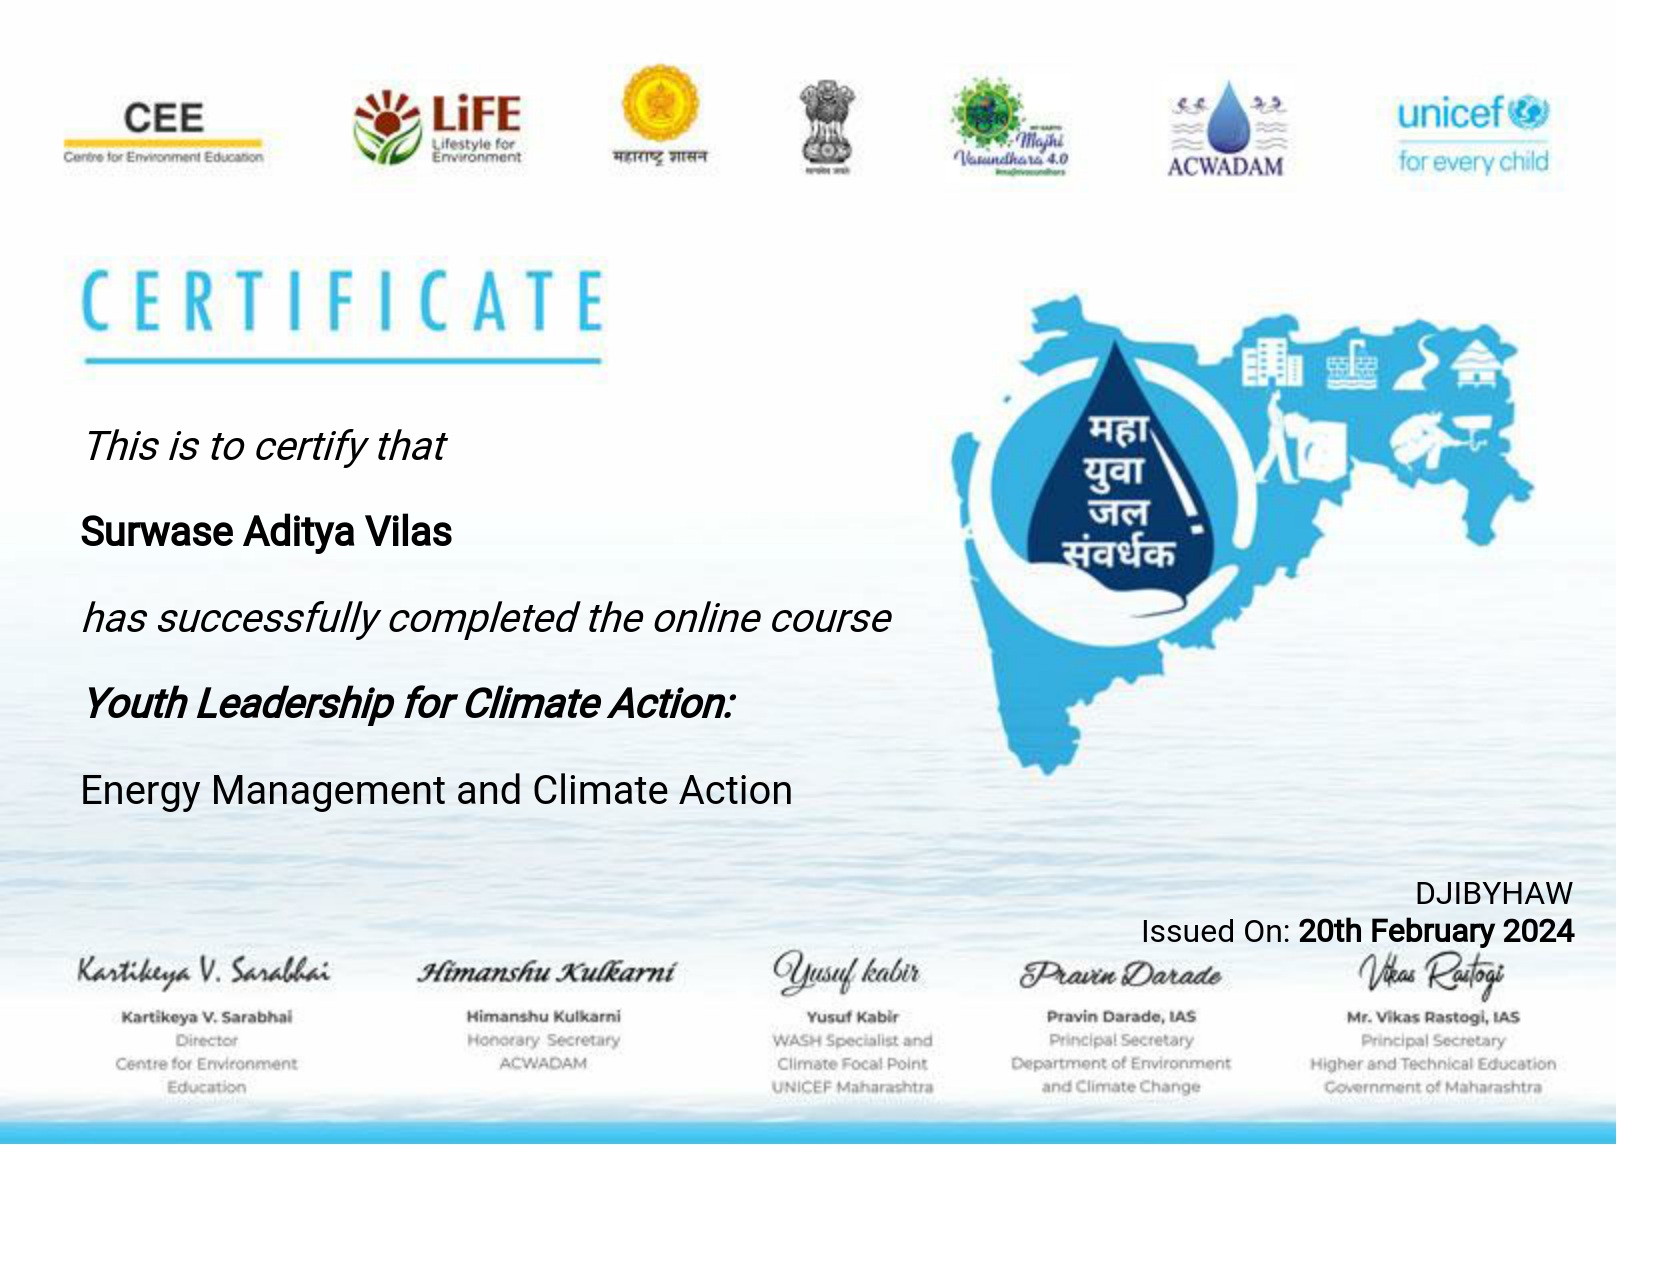 CEE
Centre for Environment Education
LiFE
Lifestyle for
Environment
महाराष्ट्र शासन
सत्यमेव जयते
Majhi
Vasundhara 4.0
#majhivasundhara
ACWADAM
unicef
for every child
CERTIFICATE
This is to certify that
Surwase Aditya Vilas
has successfully completed the online course
Youth Leadership for Climate Action:
Energy Management and Climate Action
महा
युवा
जल
संवर्धक
DJIBYHAW
Issued On: 20th February 2024
Kartikeya V. Sarabhai
Kartikeya V. Sarabhai
Director
Centre for Environment
Education
Himanshu Kulkarni
Himanshu Kulkarni
Honorary Secretary
ACWADAM
Yusuf kabir
Yusuf Kabir
WASH Specialist and
Climate Focal Point
UNICEF Maharashtra
Pravin Darade
Pravin Darade, IAS
Principal Secretary
Department of Environment
and Climate Change
Vikas Rastogi
Mr. Vikas Rastogi, IAS
Principal Secretary
Higher and Technical Education
Government of Maharashtra